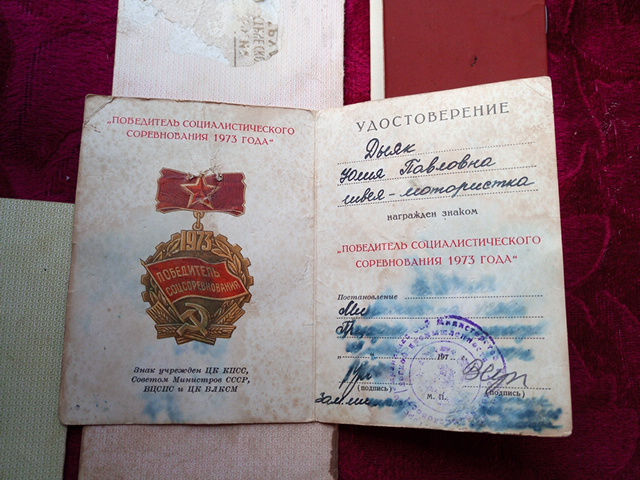 „ПОБЕДИТЕЛЬ СОЦИАЛИСТИЧЕСКОГО
СОРЕВНОВАНИЯ 1973 ГОДА“
1973
ПОБЕДИТЕЛЬ
СОЦСОРЕВНОВАНИЯ
Знак учрежден ЦК КПСС,
Советом Министров СССР,
ВЦСПС и ЦК ВЛКСМ
УДОСТОВЕРЕНИЕ
Дыяк
Юлия Павловна
швея-мотористка
награжден знаком
„ПОБЕДИТЕЛЬ СОЦИАЛИСТИЧЕСКОГО
СОРЕВНОВАНИЯ 1973 ГОДА“
Постановление
197
(подпись) М. П. (подпись)